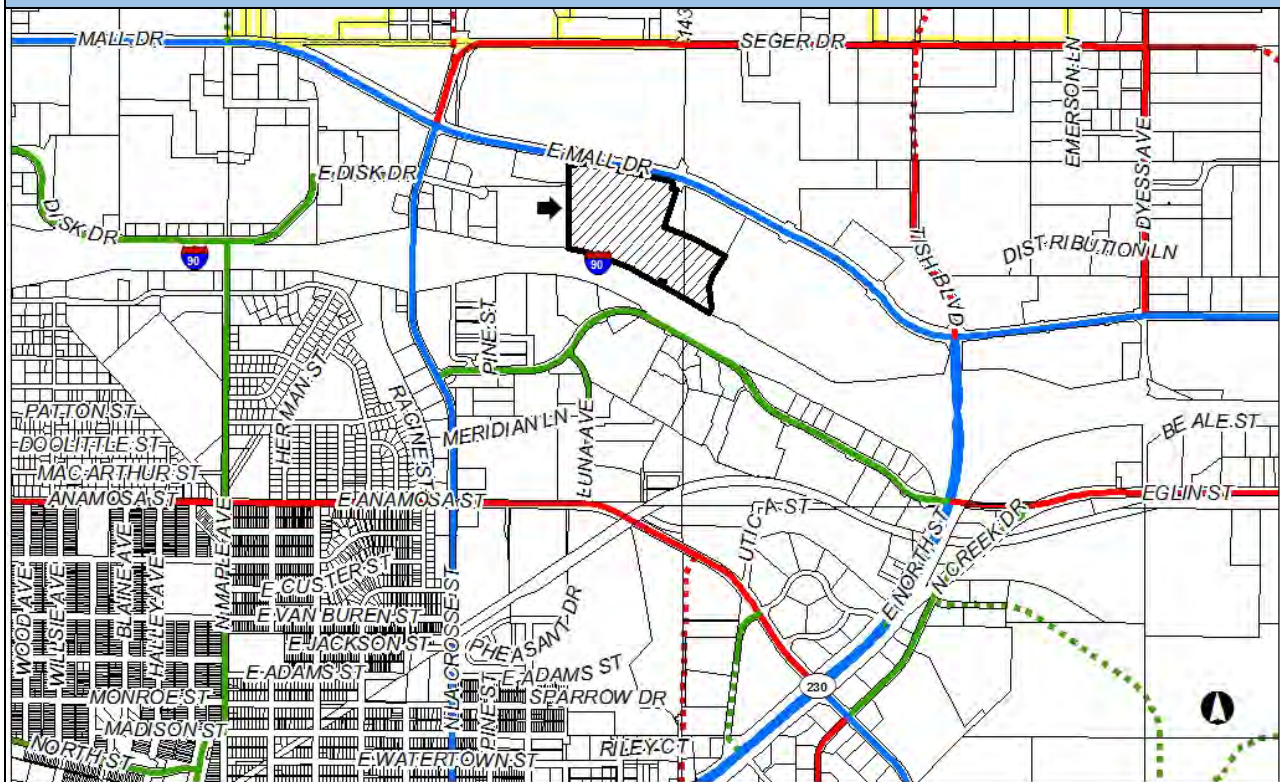 MALL DR
SEGER DR
143
EMERSON LN
DYESS AVE
E MALL DR
E DISK DR
DISK DR
90
90
DISTRIBUTION LN
PINE ST
HERMAN ST
RACINE ST
PATTON ST
DOOLITTLE ST
MAC ARTHUR ST
ANAMOSA ST
E ANAMOSA ST
MERIDIAN LN
LUNA AVE
BEALE ST
EGLIN ST
UTICA ST
E NORTH ST
N CREEK DR
WOOD AVE
WILLSIE AVE
BLAINE AVE
HALLEY AVE
N MAPLE AVE
E CUSTER ST
E VAN BUREN ST
E JACKSON ST
E ADAMS ST
N LACROSSE ST
PHEASANT DR
E ADAMS ST
SPARROW DR
PINE ST
MONROE ST
MADISON ST
NORTH ST
230
RILEY CT
E WATERTOWN ST